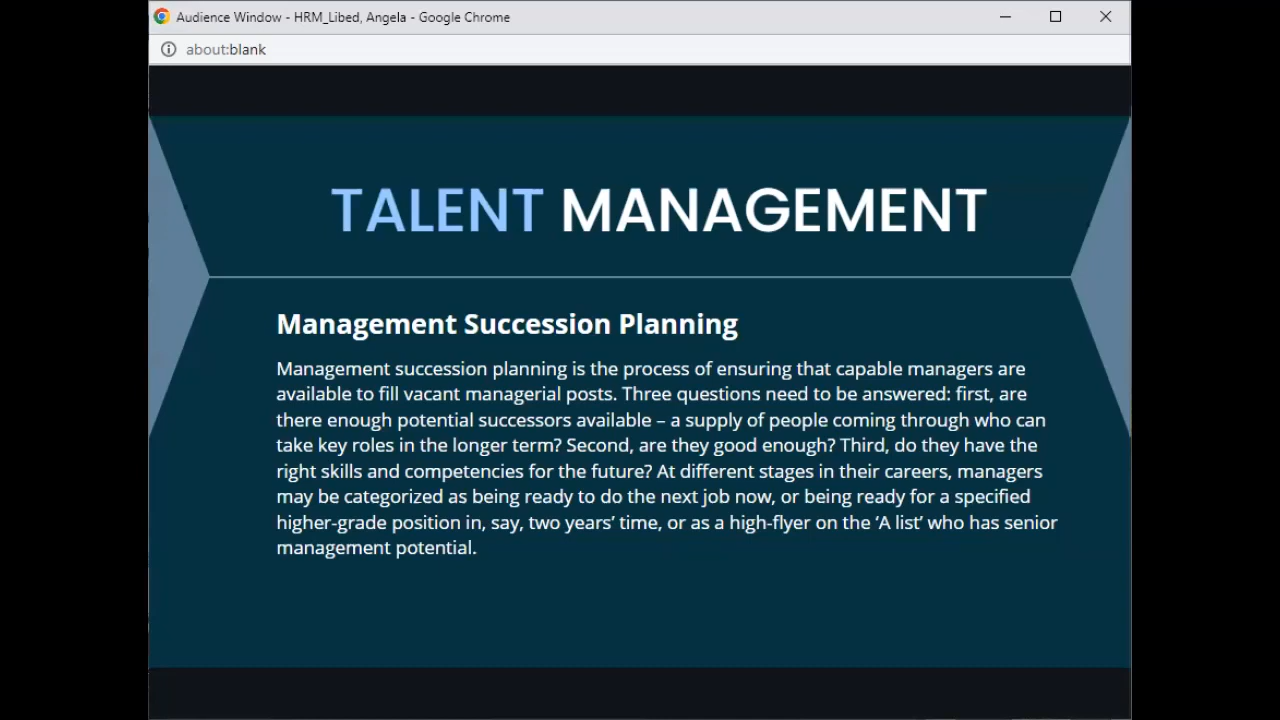 Audience Window - HRM_Libed, Angela - Google Chrome
about:blank
TALENT MANAGEMENT
Management Succession Planning
Management succession planning is the process of ensuring that capable managers are
available to fill vacant managerial posts. Three questions need to be answered: first, are
there enough potential successors available – a supply of people coming through who can
take key roles in the longer term? Second, are they good enough? Third, do they have the
right skills and competencies for the future? At different stages in their careers, managers
may be categorized as being ready to do the next job now, or being ready for a specified
higher-grade position in, say, two years’ time, or as a high-flyer on the ‘A list’ who has senior
management potential.